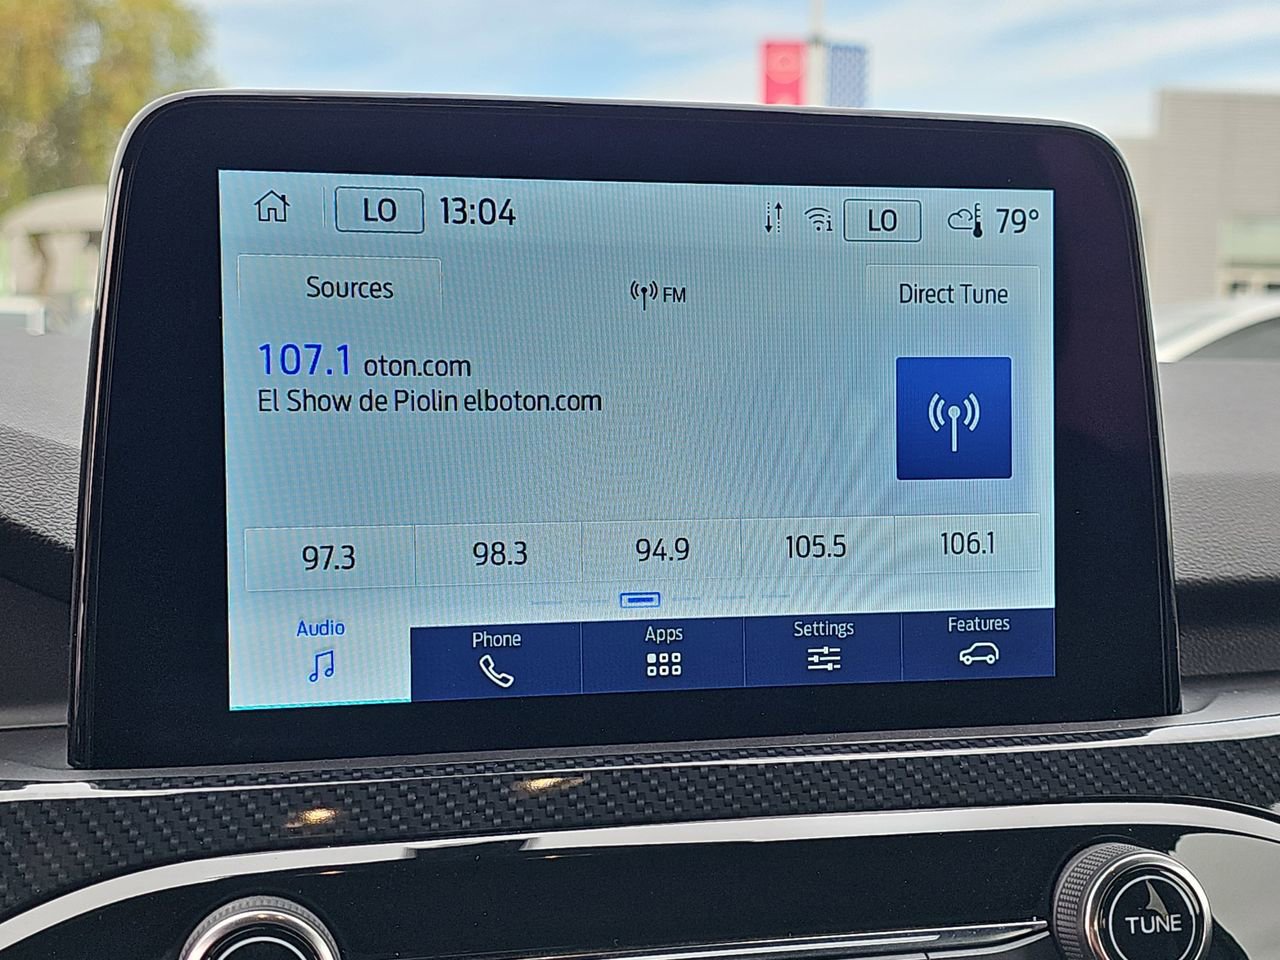 LO 13:04 LO 79°
Sources FM Direct Tune
107.1 oton.com
El Show de Piolin elboton.com
97.3 98.3 94.9 105.5 106.1
Audio Phone Apps Settings Features
TUNE